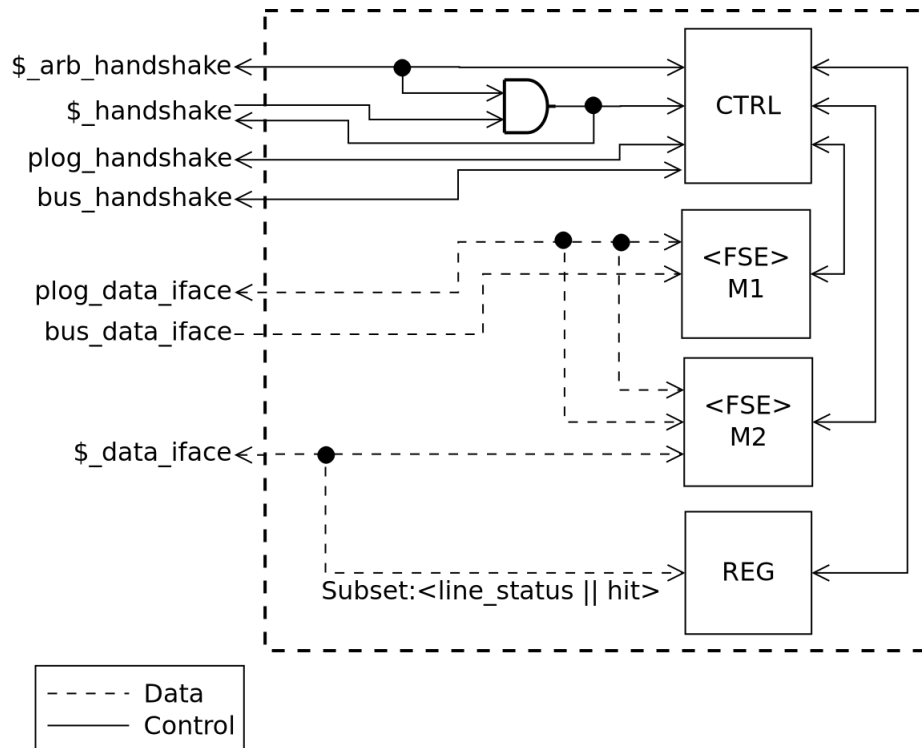 $_arb_handshake
$_handshake
plog_handshake
bus_handshake
CTRL
plog_data_iface
bus_data_iface
<FSE>
M1
<FSE>
M2
$_data_iface
REG
Subset:<line_status || hit>
Data
Control